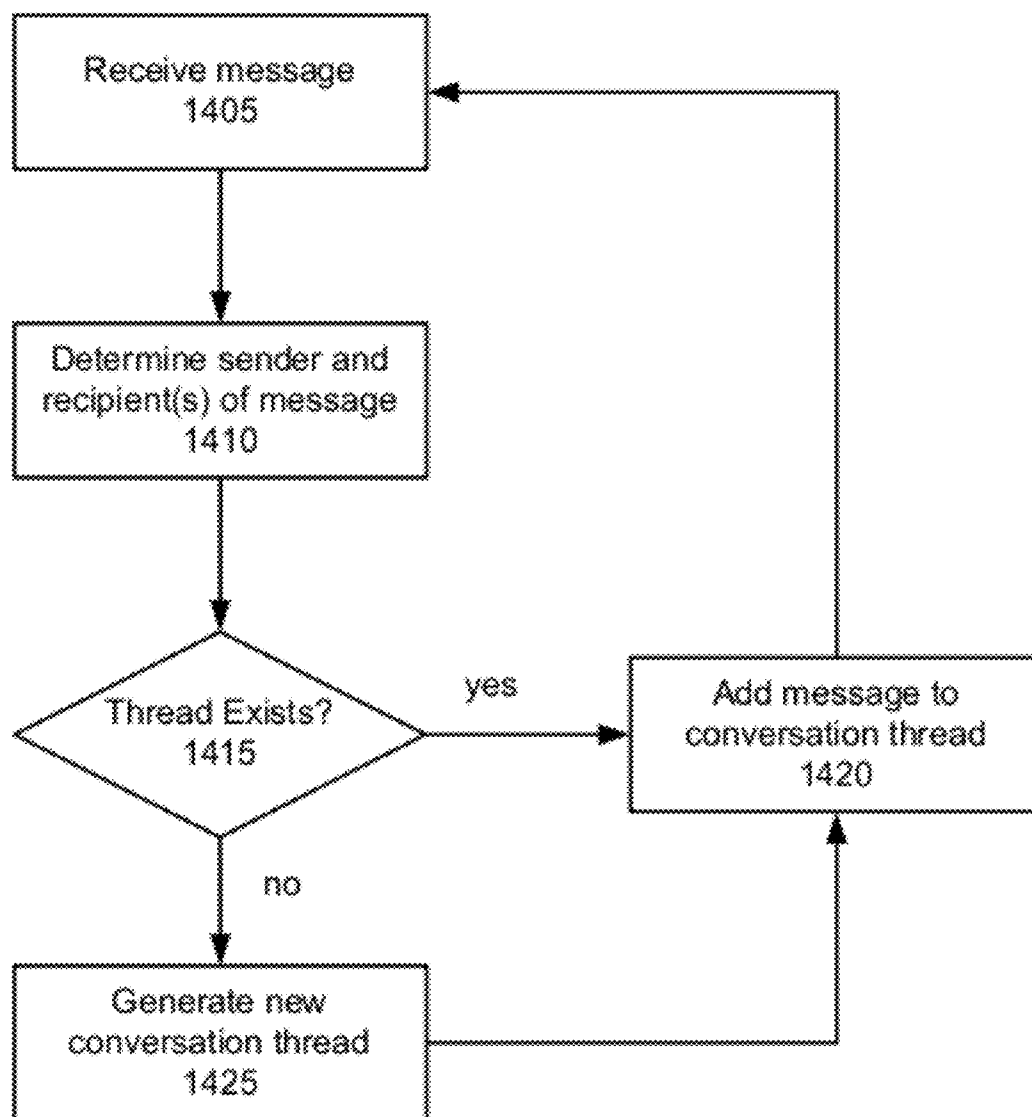 Receive message
1405
Determine sender and
recipient(s) of message
1410
Thread Exists?
1415
yes
Add message to
conversation thread
1420
no
Generate new
conversation thread
1425